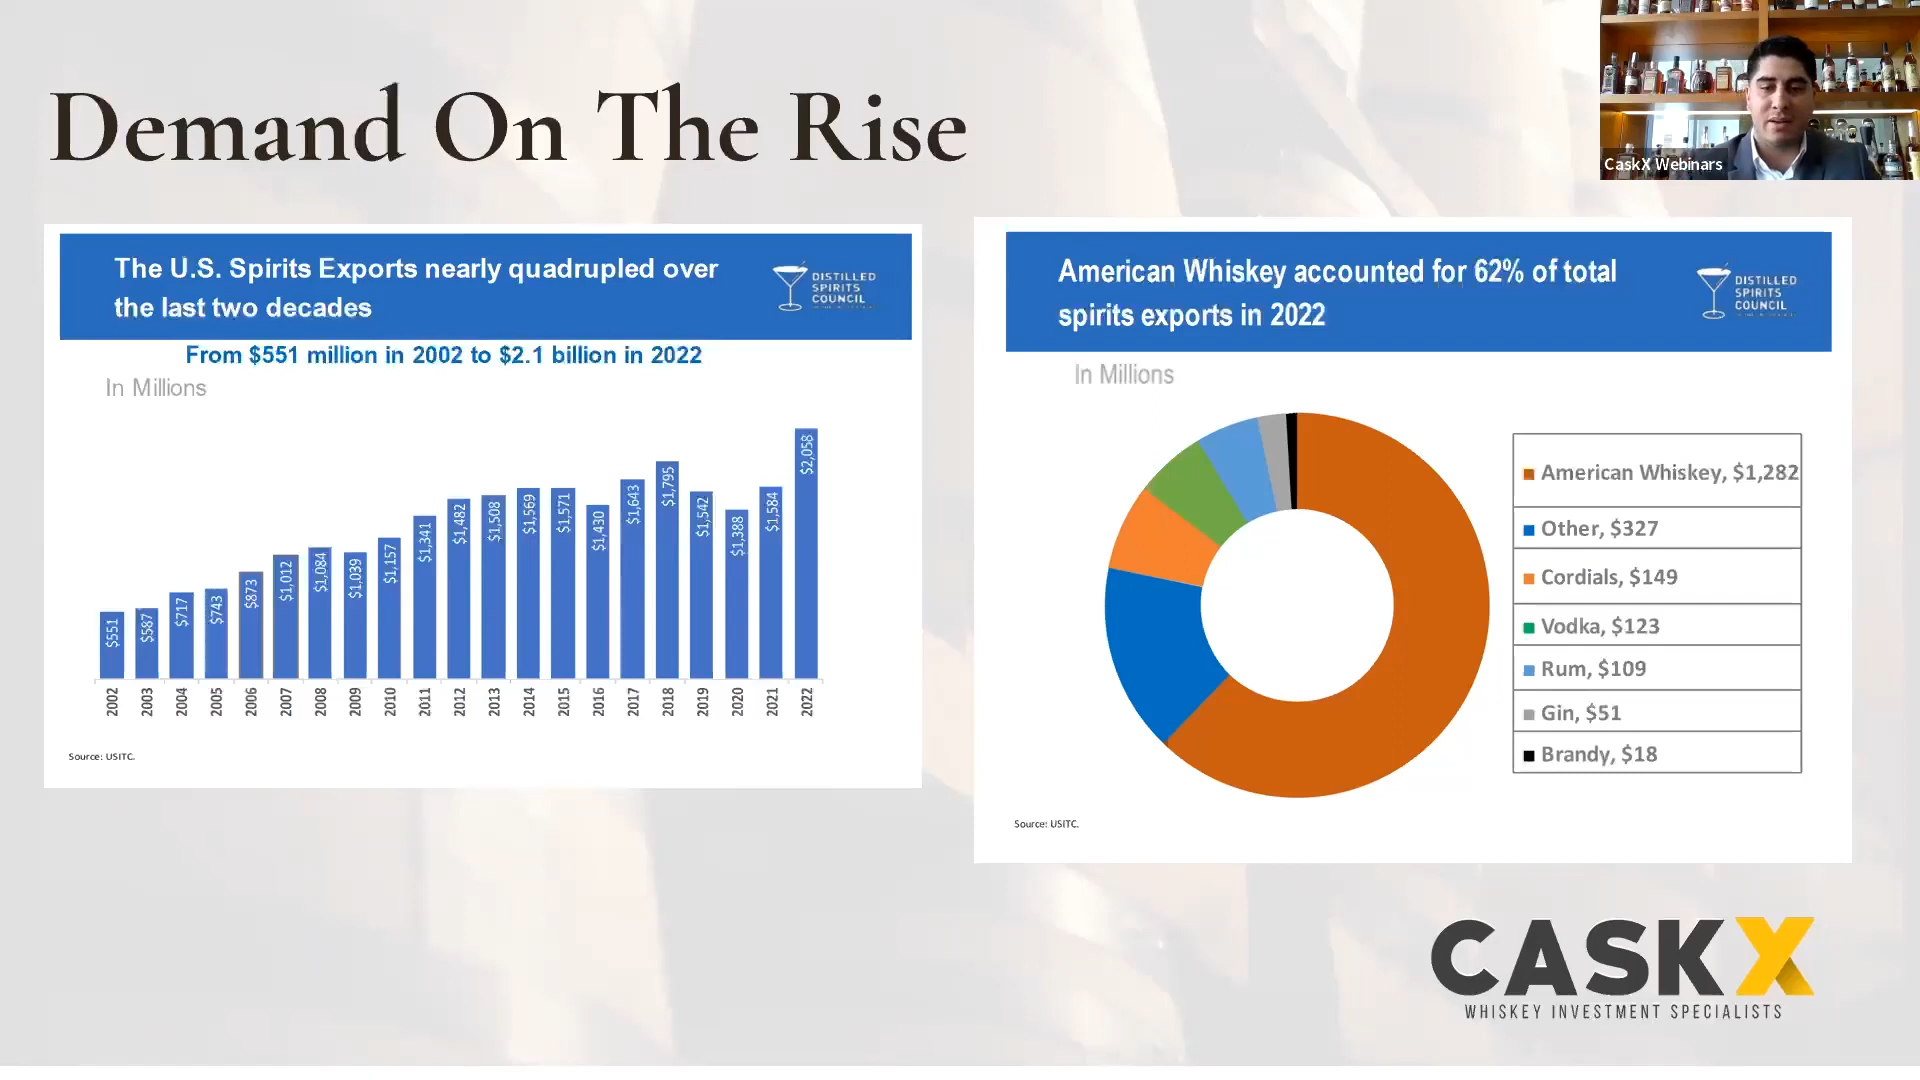 Demand On The Rise
CaskX Webinars
The U.S. Spirits Exports nearly quadrupled over
the last two decades
DISTILLED
SPIRITS
COUNCIL
From $551 million in 2002 to $2.1 billion in 2022
In Millions
$551
$587
$717
$743
$873
$1,012
$1,084
$1,039
$1,157
$1,341
$1,482
$1,508
$1,569
$1,571
$1,430
$1,643
$1,795
$1,542
$1,388
$1,584
$2,058
2002
2003
2004
2005
2006
2007
2008
2009
2010
2011
2012
2013
2014
2015
2016
2017
2018
2019
2020
2021
2022
Source: USITC.
American Whiskey accounted for 62% of total
spirits exports in 2022
DISTILLED
SPIRITS
COUNCIL
In Millions
American Whiskey, $1,282
Other, $327
Cordials, $149
Vodka, $123
Rum, $109
Gin, $51
Brandy, $18
Source: USITC.
CASKX
WHISKEY INVESTMENT SPECIALISTS